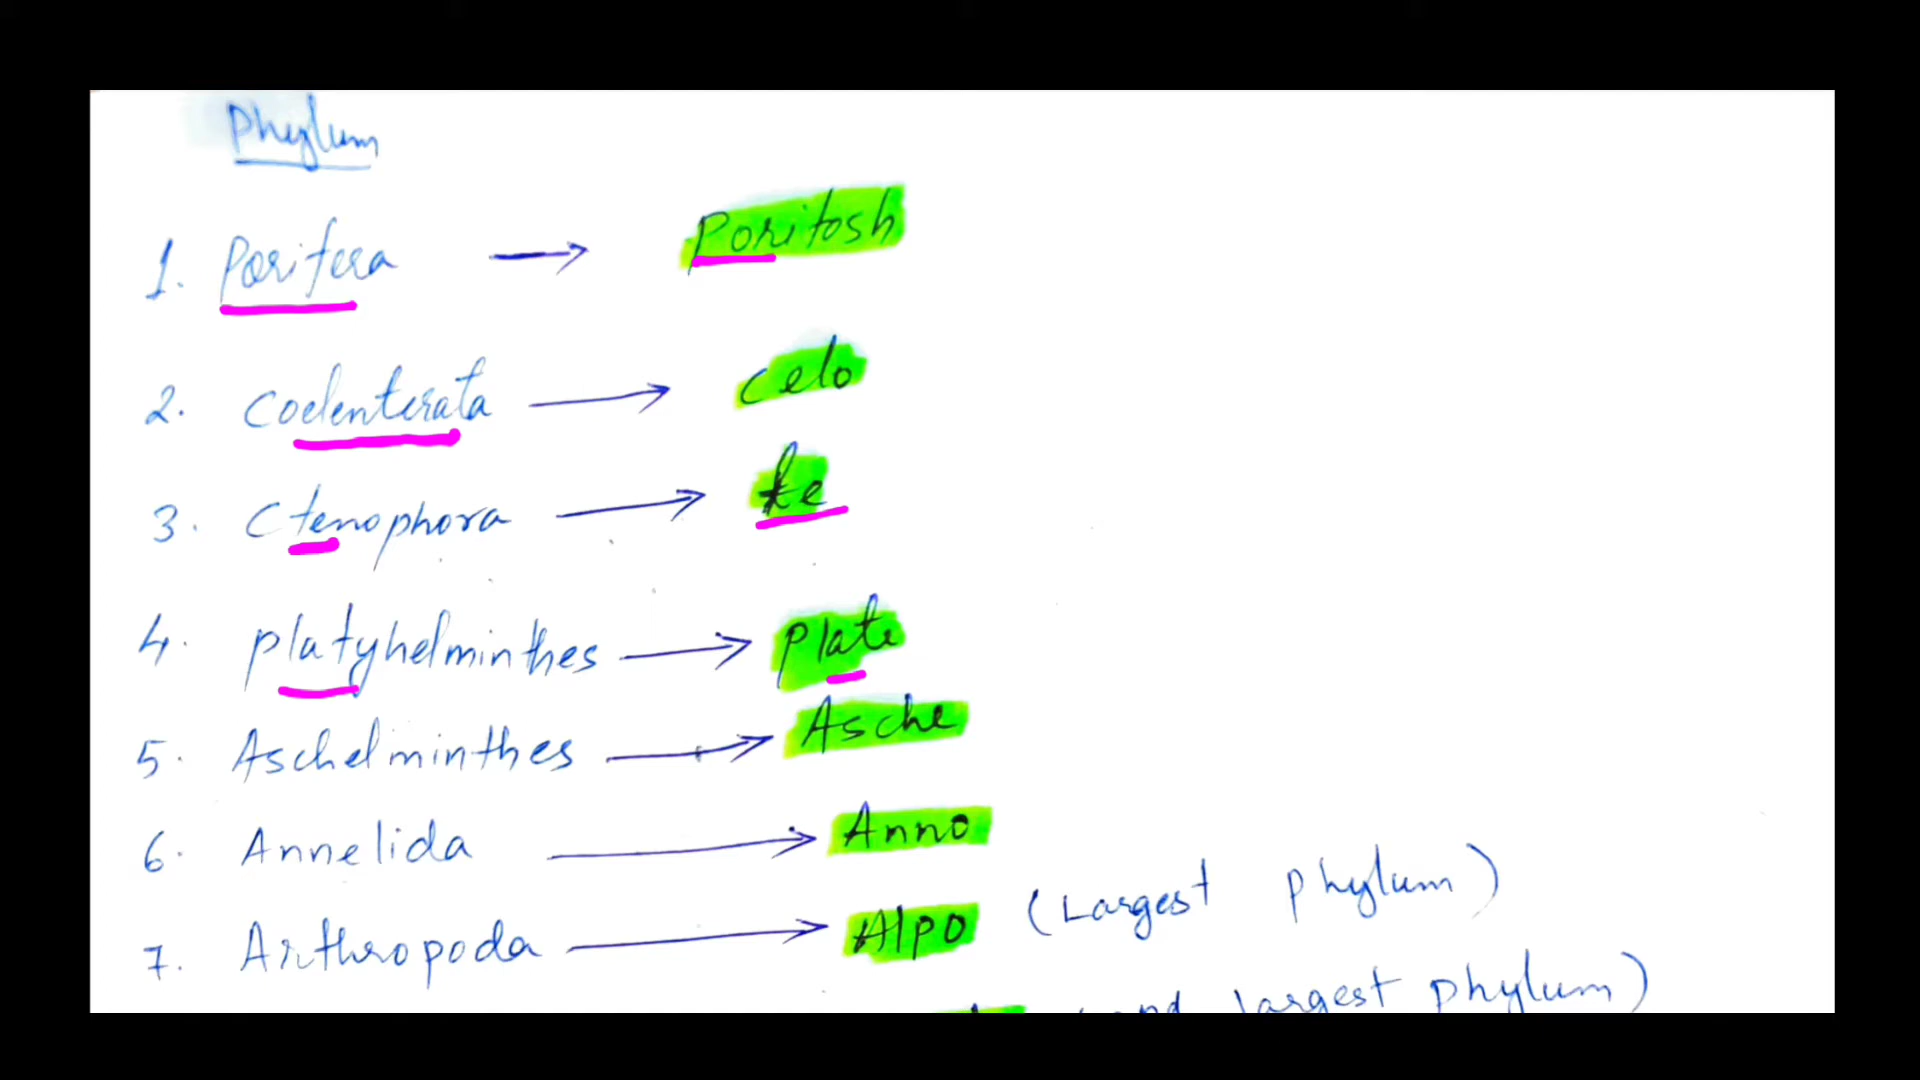 Phylum
1. Porifera → Poritosh
2. Coelenterata → Celo
3. Ctenophora → te
4. Platyhelminthes → Plate
5. Aschelminthes → Asche
6. Annelida → Anno
7. Arthropoda → Alpo (Largest Phylum)
largest phylum)